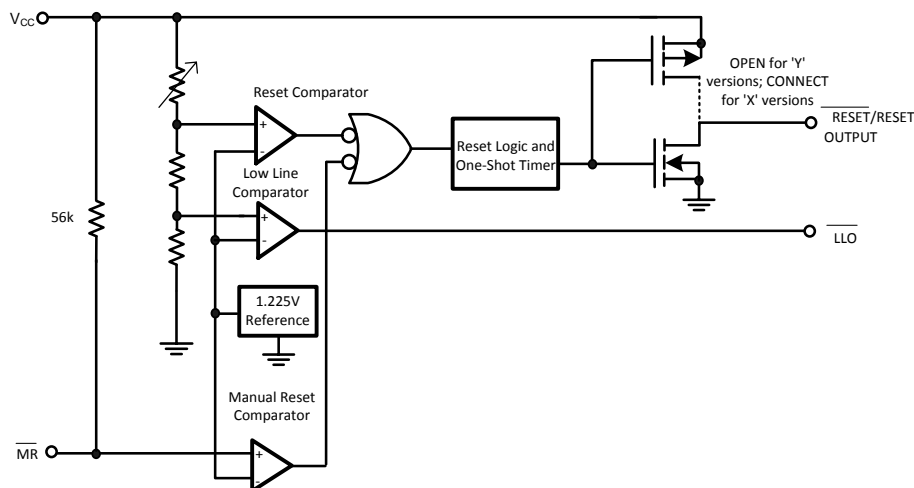 VCC
OPEN for 'Y'
versions; CONNECT
for 'X' versions
Reset Comparator
+
-
RESET/RESET
OUTPUT
Reset Logic and
One-Shot Timer
Low Line
Comparator
+
-
56k
LLO
1.225V
Reference
Manual Reset
Comparator
MR
+
-